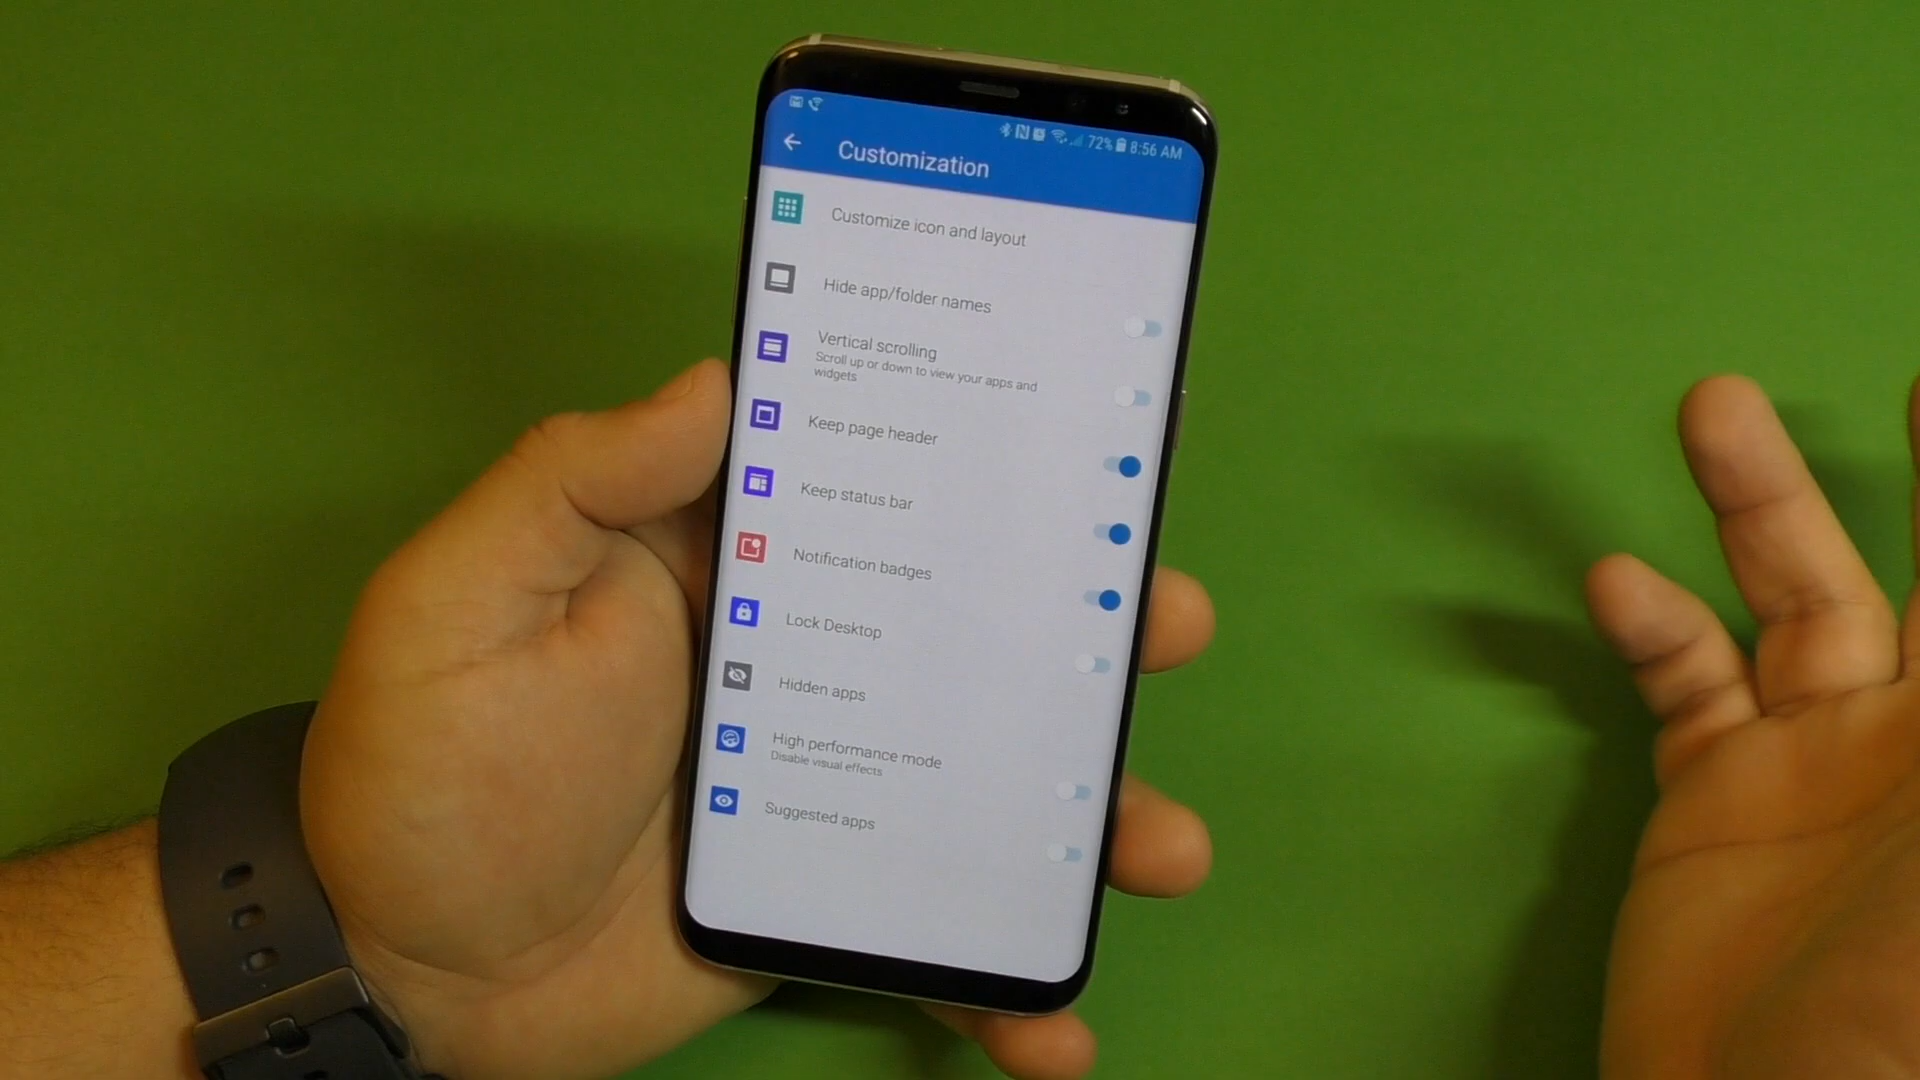 72% 8:56 AM
Customization
Customize icon and layout
Hide app/folder names
Vertical scrolling
Scroll up or down to view your apps and
widgets
Keep page header
Keep status bar
Notification badges
Lock Desktop
Hidden apps
High performance mode
Disable visual effects
Suggested apps